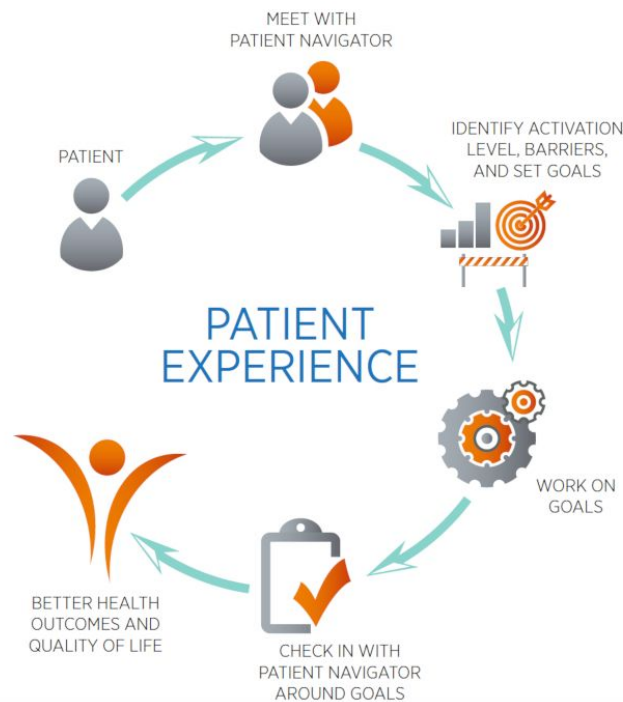 MEET WITH
PATIENT NAVIGATOR
PATIENT
IDENTIFY ACTIVATION
LEVEL, BARRIERS,
AND SET GOALS
PATIENT
EXPERIENCE
WORK ON
GOALS
CHECK IN WITH
PATIENT NAVIGATOR
AROUND GOALS
BETTER HEALTH
OUTCOMES AND
QUALITY OF LIFE